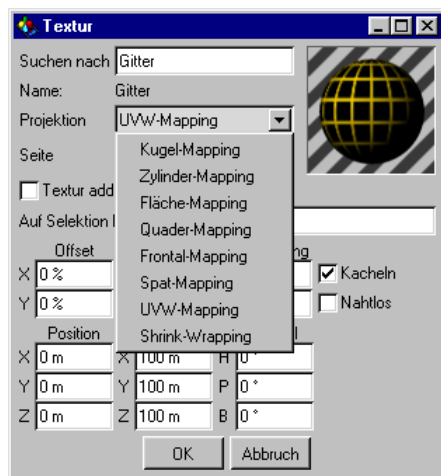 Textur
Suchen nach Gitter
Name: Gitter
Projektion UVW-Mapping
Kugel-Mapping
Seite
Zylinder-Mapping
Textur add
Fläche-Mapping
Auf Selektion
Quader-Mapping
Offset Frontal-Mapping ng
X 0 % Spat-Mapping Kacheln
Y 0 % UVW-Mapping Nahtlos
Position Shrink-Wrapping l
X 0 m X 100 m H 0 °
Y 0 m Y 100 m P 0 °
Z 0 m Z 100 m B 0 °
OK Abbruch